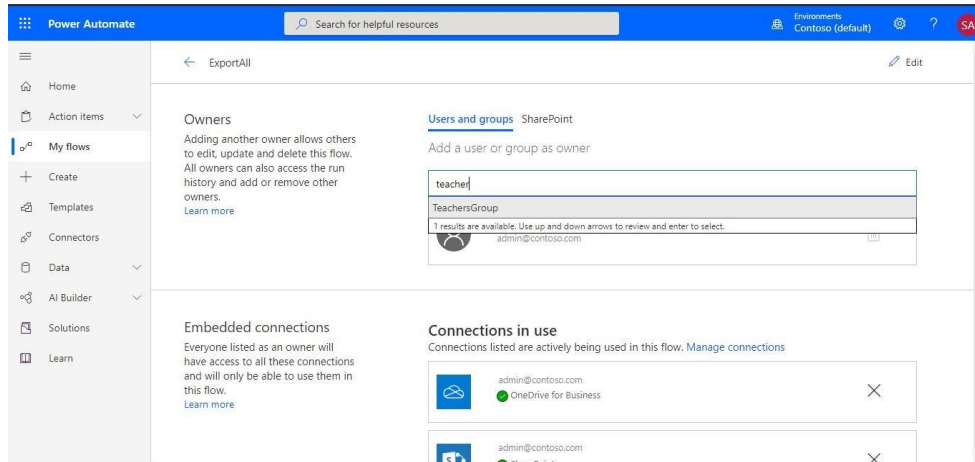 Power Automate
Search for helpful resources
Environments
Contoso (default)
?
SA
ExportAll
Edit
Home
Action items
My flows
Create
Templates
Connectors
Data
AI Builder
Solutions
Learn
Owners
Adding another owner allows others
to edit, update and delete this flow.
All owners can also access the run
history and add or remove other
owners.
Learn more
Users and groups SharePoint
Add a user or group as owner
teacher
TeachersGroup
1 results are available. Use up and down arrows to review and enter to select.
admin@contoso.com
Embedded connections
Everyone listed as an owner will
have access to all these connections
and will only be able to use them in
this flow.
Learn more
Connections in use
Connections listed are actively being used in this flow. Manage connections
admin@contoso.com
OneDrive for Business
admin@contoso.com